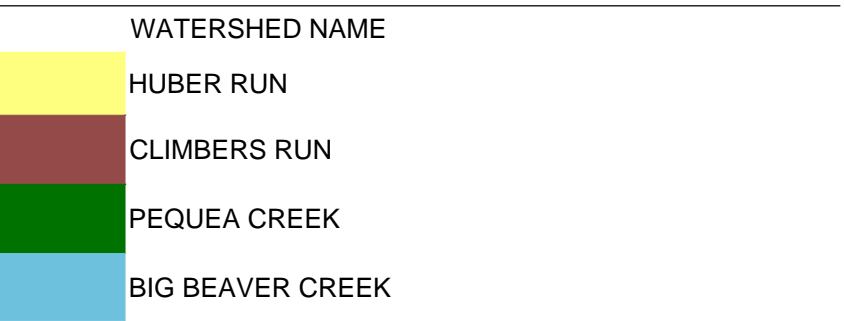 WATERSHED NAME
HUBER RUN
CLIMBERS RUN
PEQUEA CREEK
BIG BEAVER CREEK